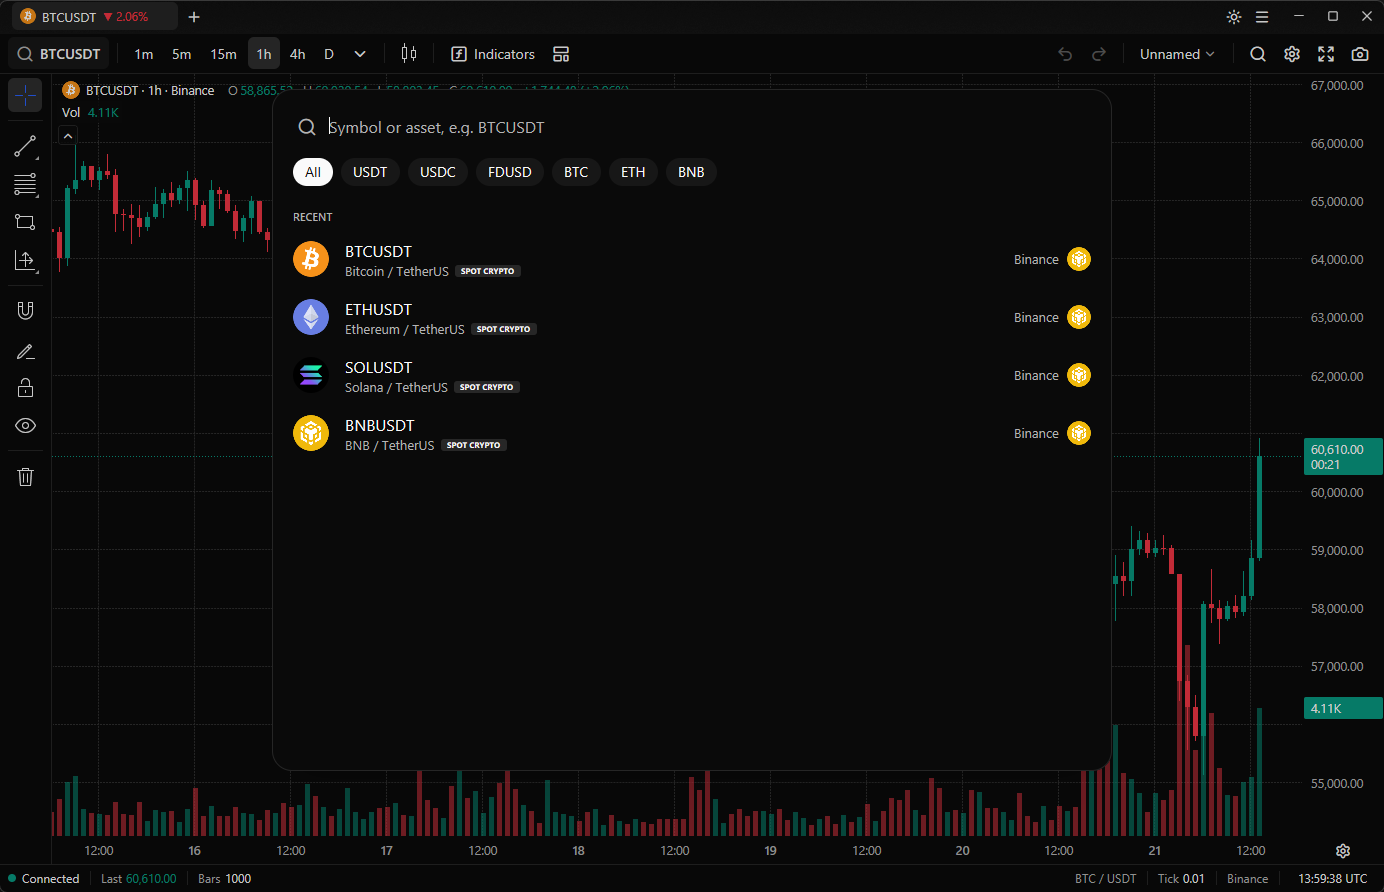 BTCUSDT ▼ 2.06%
BTCUSDT 1m 5m 15m 1h 4h D Indicators Unnamed
BTCUSDT · 1h · Binance O
Vol 4.11K
Symbol or asset, e.g. BTCUSDT
All USDT USDC FDUSD BTC ETH BNB
RECENT
BTCUSDT
Bitcoin / TetherUS SPOT CRYPTO
Binance
ETHUSDT
Ethereum / TetherUS SPOT CRYPTO
Binance
SOLUSDT
Solana / TetherUS SPOT CRYPTO
Binance
BNBUSDT
BNB / TetherUS SPOT CRYPTO
Binance
67,000.00
66,000.00
65,000.00
64,000.00
63,000.00
62,000.00
60,610.00
00:21
60,000.00
59,000.00
58,000.00
57,000.00
4.11K
55,000.00
12:00 16 12:00 17 12:00 18 12:00 19 12:00 20 12:00 21 12:00
Connected Last 60,610.00 Bars 1000 BTC / USDT Tick 0.01 Binance 13:59:38 UTC